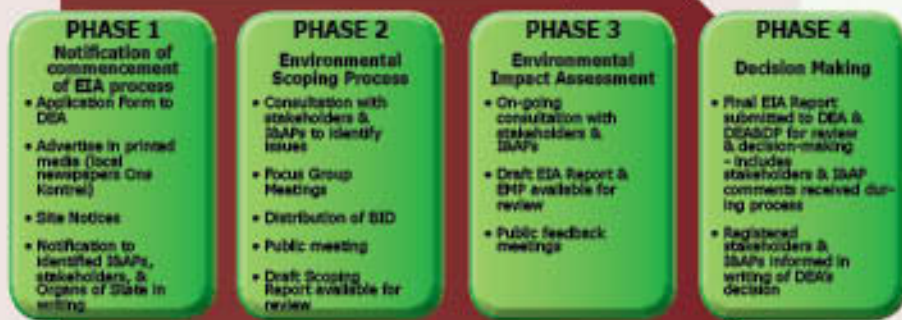 PHASE 1
Notification of
commencement
of EIA process
• Application Form to
DEA
• Advertise in printed
media (local
newspapers Ons
Kontrei)
• Site Notices
• Notification to
identified I&APs,
stakeholders, &
Organs of State in
writing
PHASE 2
Environmental
Scoping Process
• Consultation with
stakeholders &
I&APs to identify
issues
• Focus Group
Meetings
• Distribution of BID
• Public meeting
• Draft Scoping
Report available for
review
PHASE 3
Environmental
Impact Assessment
• On-going
consultation with
stakeholders &
I&APs
• Draft EIA Report &
EMP available for
review
• Public feedback
meetings
PHASE 4
Decision Making
• Final EIA Report
submitted to DEA &
DEA&DP for review
& decision-making
- includes
stakeholders & I&AP
comments received dur-
ing process
• Registered
stakeholders &
I&APs informed in
writing of DEA's
decision